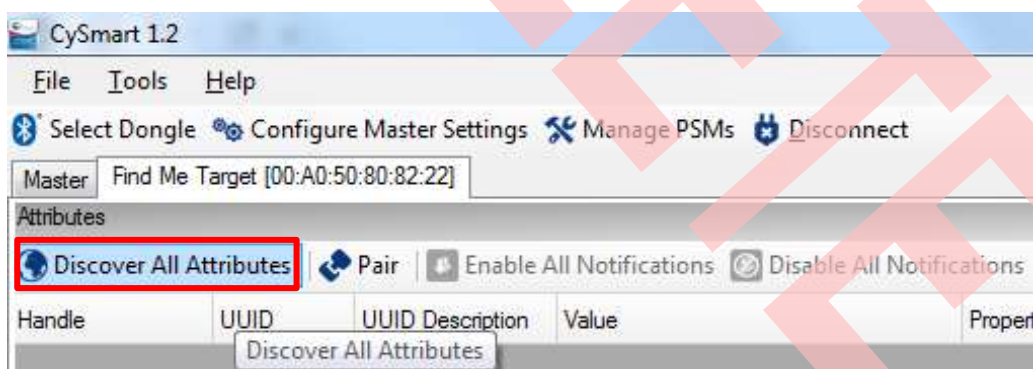 CySmart 1.2
File Tools Help
Select Dongle Configure Master Settings Manage PSMs Disconnect
Master Find Me Target [00:A0:50:80:82:22]
Attributes
Discover All Attributes Pair Enable All Notifications Disable All Notifications
Handle UUID UUID Description Value Propert
Discover All Attributes